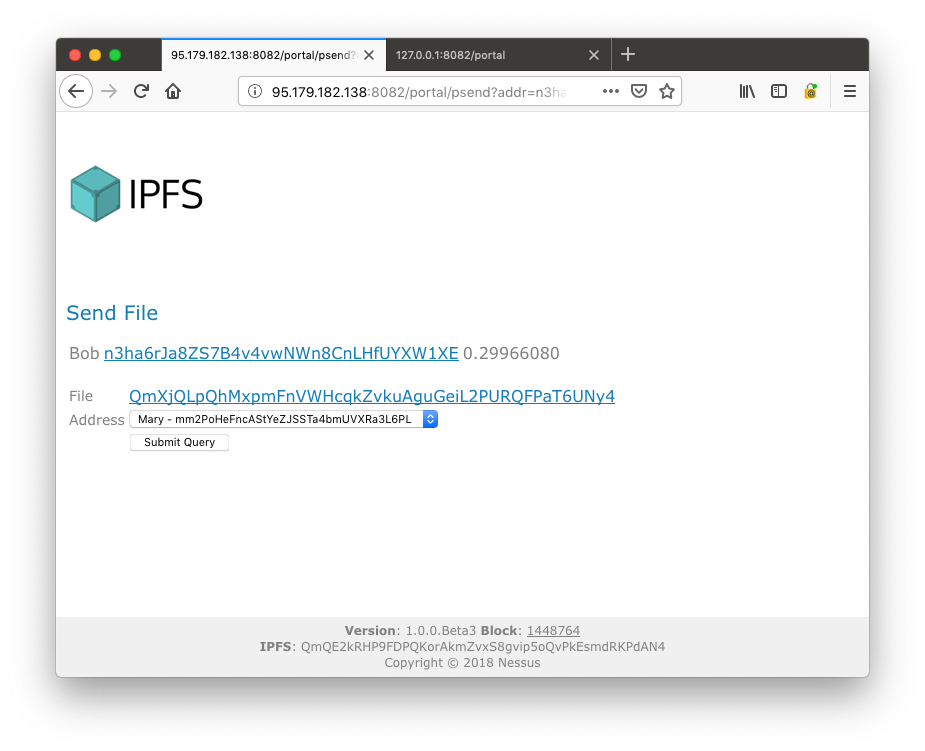 95.179.182.138:8082/portal/psend?
127.0.0.1:8082/portal
95.179.182.138:8082/portal/psend?addr=n3ha
IPFS
Send File
Bob n3ha6rJa8ZS7B4v4vwNWn8CnLHfUYXW1XE 0.29966080
File QmXjQLpQhMxpmFnVWHcqkZvkuAguGeiL2PURQFPaT6UNy4
Address Mary - mm2PoHeFncAStYeZJSSTa4bmUVXRa3L6PL
Submit Query
Version: 1.0.0.Beta3 Block: 1448764
IPFS: QmQE2kRHP9FDPQKorAkmZvxS8gvip5oQvPkEsmdRKPdAN4
Copyright © 2018 Nessus